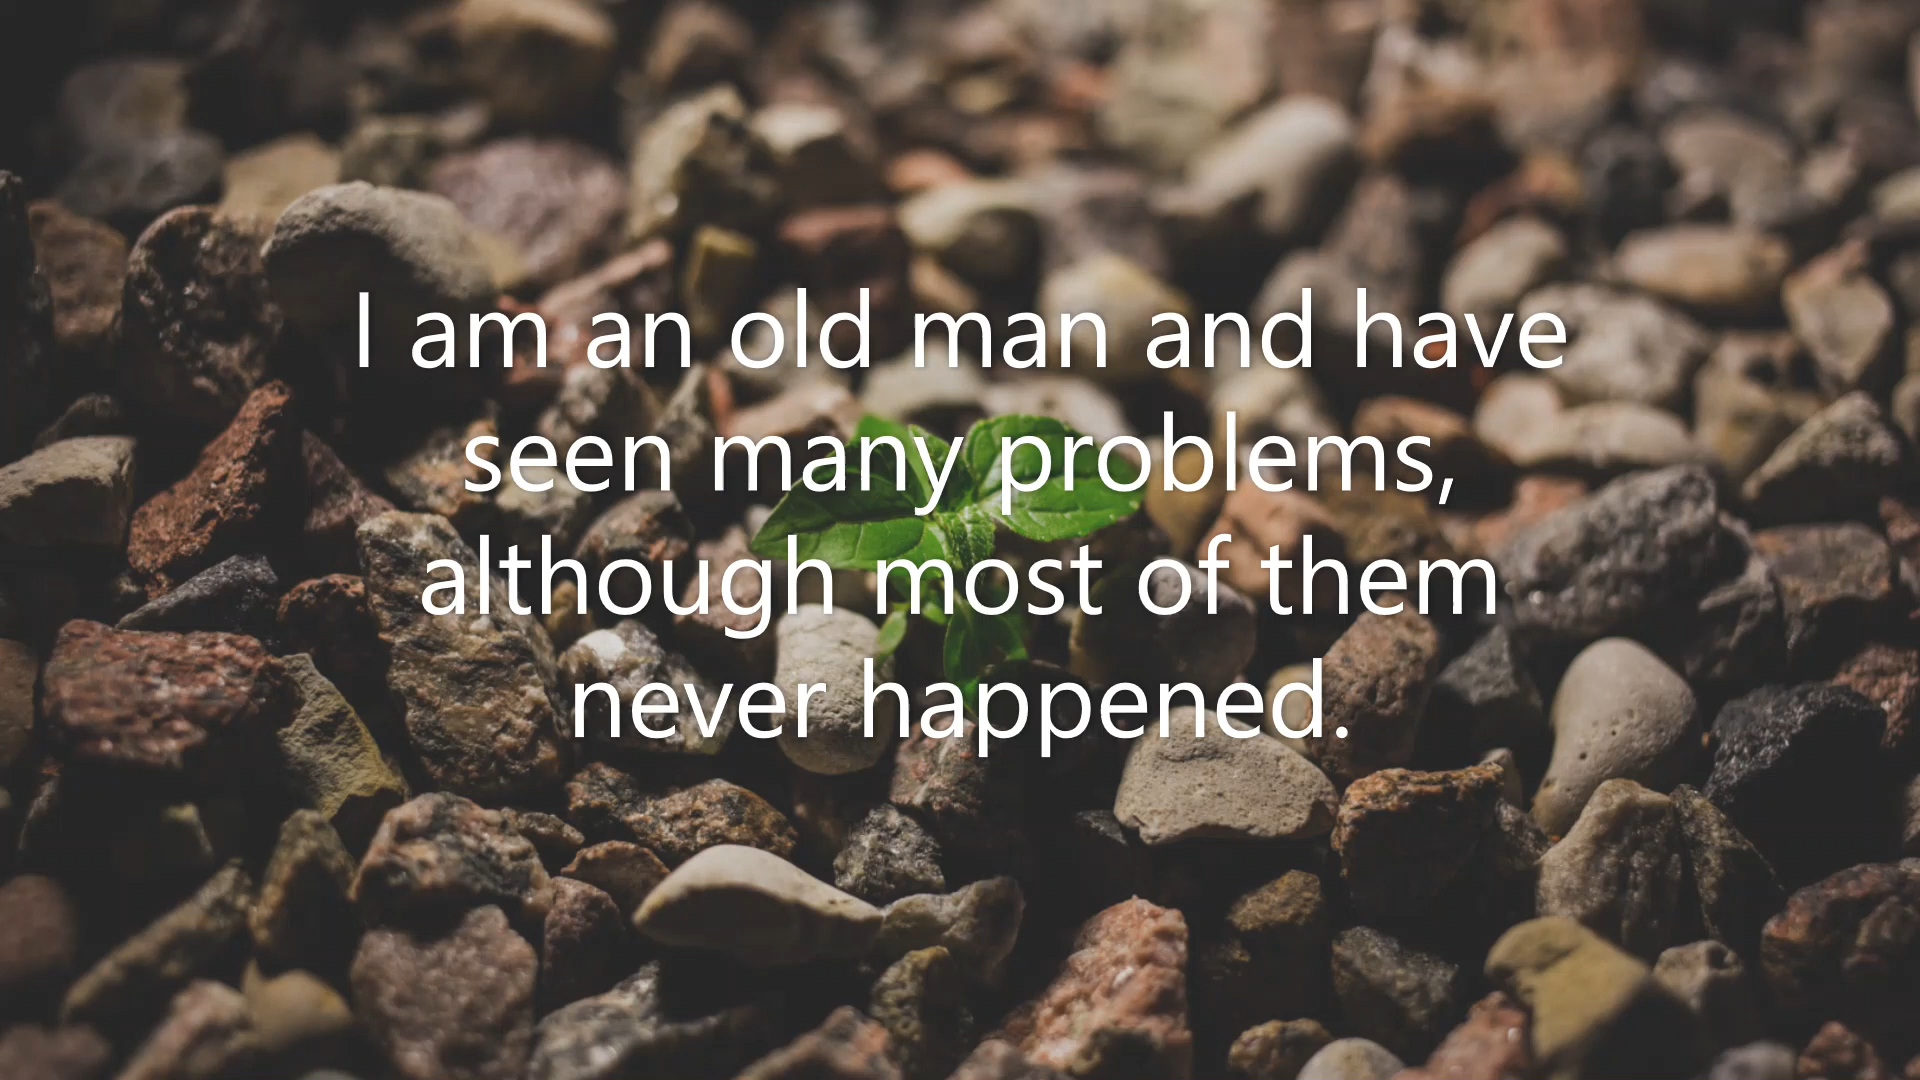 I am an old man and have
seen many problems,
although most of them
never happened.